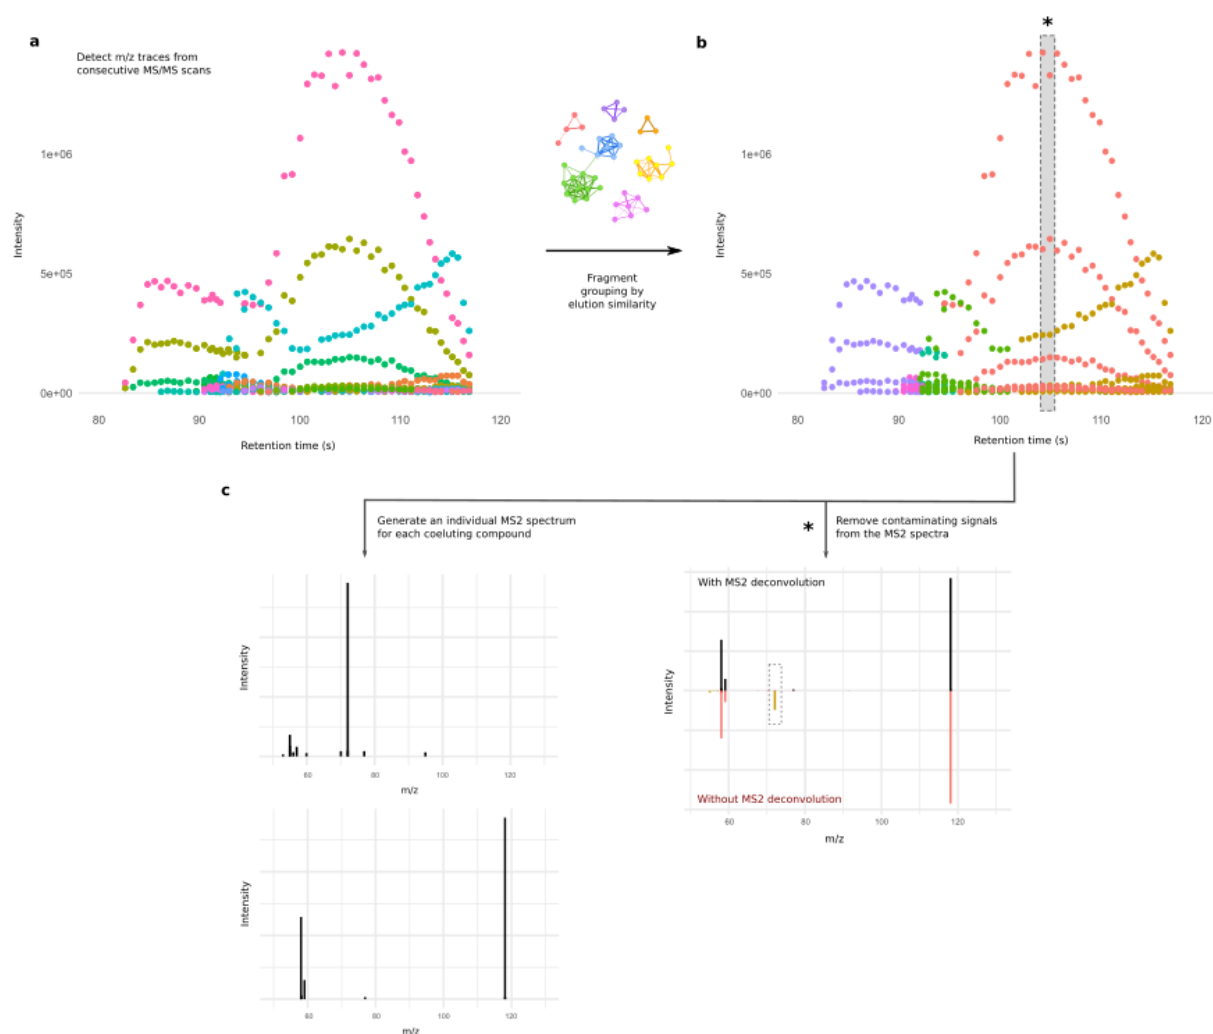 a
Detect m/z traces from
consecutive MS/MS scans
Intensity
1e+06
5e+05
0e+00
80 90 100 110 120
Retention time (s)
Fragment
grouping by
elution similarity
b
*
Intensity
1e+06
5e+05
0e+00
80 90 100 110 120
Retention time (s)
c
Generate an individual MS2 spectrum
for each coeluting compound
*
Remove contaminating signals
from the MS2 spectra
Intensity
60 80 100 120
m/z
Intensity
60 80 100 120
m/z
With MS2 deconvolution
Intensity
Without MS2 deconvolution
60 80 100 120
m/z